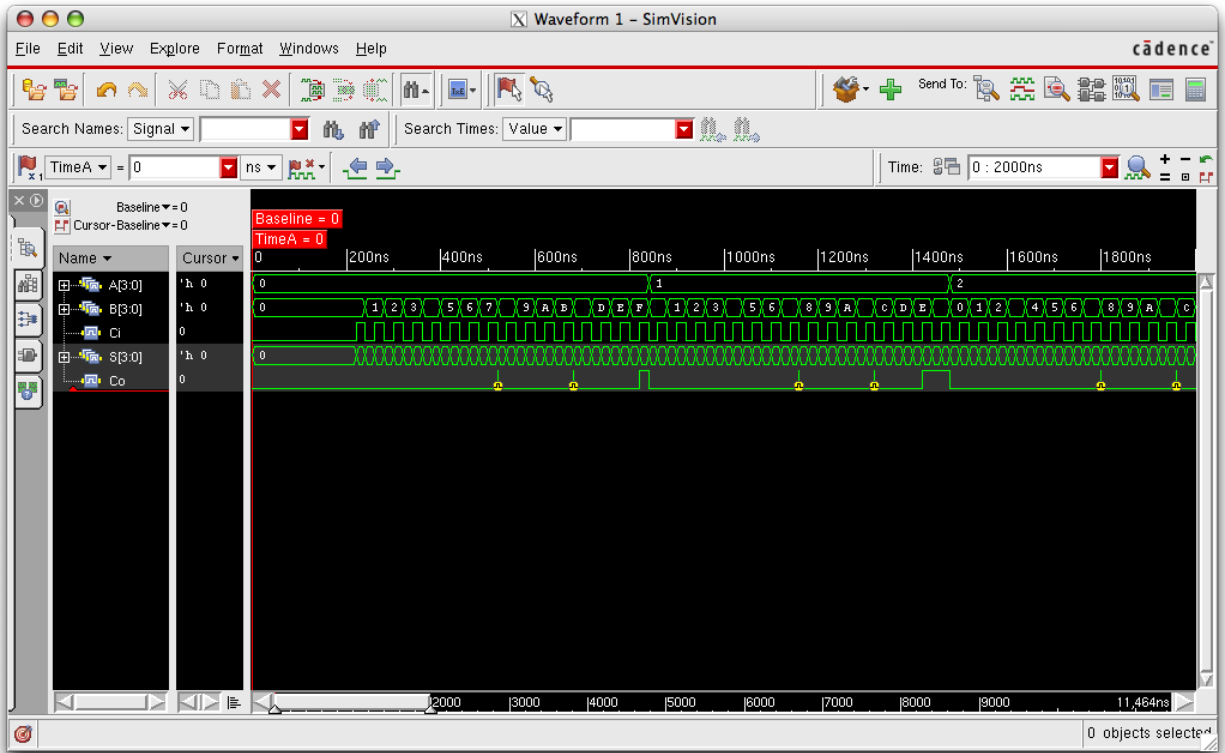 Waveform 1 – SimVision
File Edit View Explore Format Windows Help cādence
Send To:
Search Names: Signal Search Times: Value
TimeA = 0 ns Time: 0 : 2000ns
Baseline = 0
Cursor-Baseline = 0
Baseline = 0
TimeA = 0
Name Cursor 0 200ns 400ns 600ns 800ns 1000ns 1200ns 1400ns 1600ns 1800ns
A[3:0] 'h 0 0 1 2
B[3:0] 'h 0 0 1 2 3 5 6 7 9 A B D E F 1 2 3 5 6 8 9 A C D E 0 1 2 4 5 6 8 9 A C
Ci 0
S[3:0] 'h 0 0
Co 0
2000 3000 4000 5000 6000 7000 8000 9000 11,464ns
0 objects selected